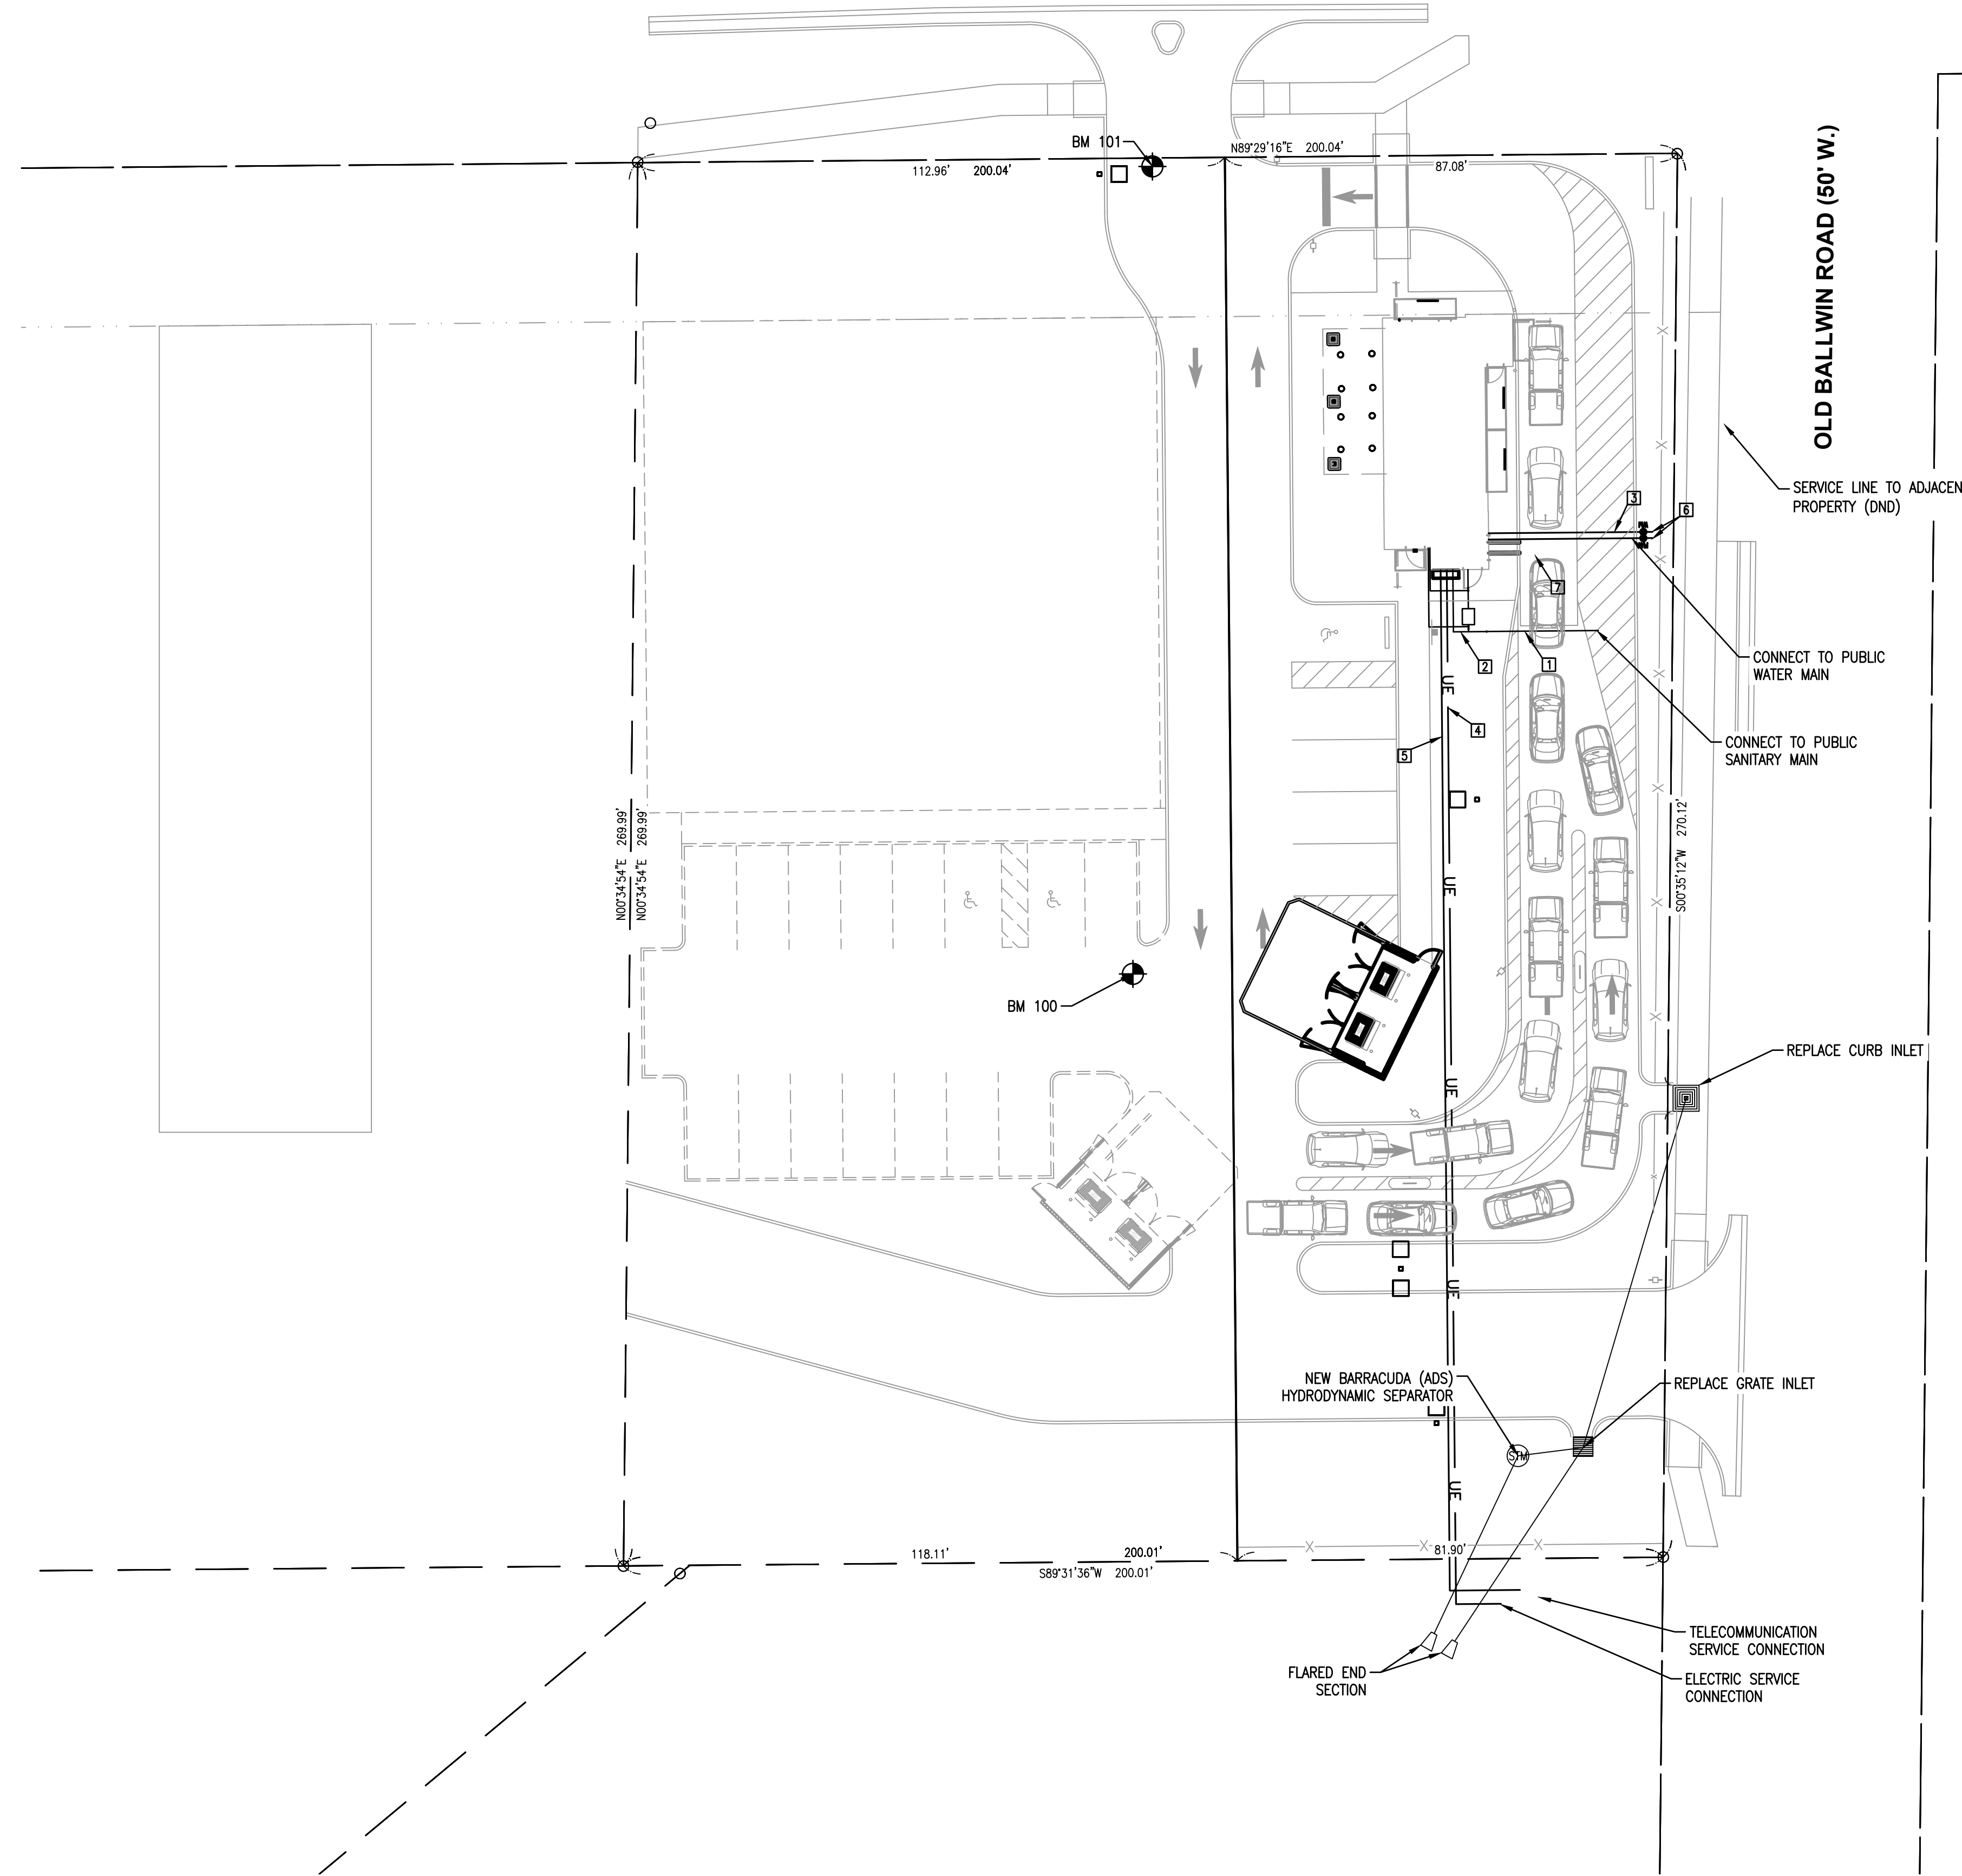 BM 101
N89°29'16"E 200.04'
112.96' 200.04'
87.08'
OLD BALLWIN ROAD (50' W.)
SERVICE LINE TO ADJACEN
PROPERTY (DND)
3
6
7
2
1
CONNECT TO PUBLIC
WATER MAIN
UE
4
5
CONNECT TO PUBLIC
SANITARY MAIN
N00°34'54"E 269.99'
N00°34'54"E 269.99'
S00°35'12"W 270.12'
UE
BM 100
REPLACE CURB INLET
UE
UE
NEW BARRACUDA (ADS)
HYDRODYNAMIC SEPARATOR
REPLACE GRATE INLET
STM
UE
118.11' 200.01'
81.90'
S89°31'36"W 200.01'
TELECOMMUNICATION
SERVICE CONNECTION
FLARED END
SECTION
ELECTRIC SERVICE
CONNECTION